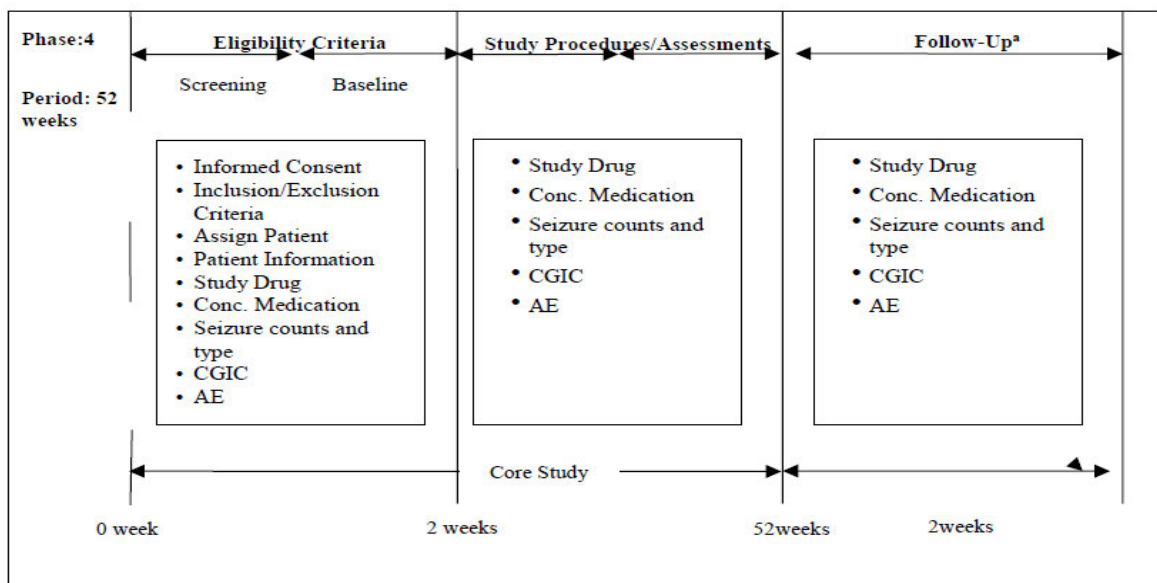 Phase:4
Eligibility Criteria
Study Procedures/Assessments
Follow-Upª
Screening
Baseline
Period: 52
weeks
• Informed Consent
• Inclusion/Exclusion
Criteria
• Assign Patient
• Patient Information
• Study Drug
• Conc. Medication
• Seizure counts and
type
• CGIC
• AE
• Study Drug
• Conc. Medication
• Seizure counts and
type
• CGIC
• AE
• Study Drug
• Conc. Medication
• Seizure counts and
type
• CGIC
• AE
Core Study
0 week
2 weeks
52weeks
2weeks